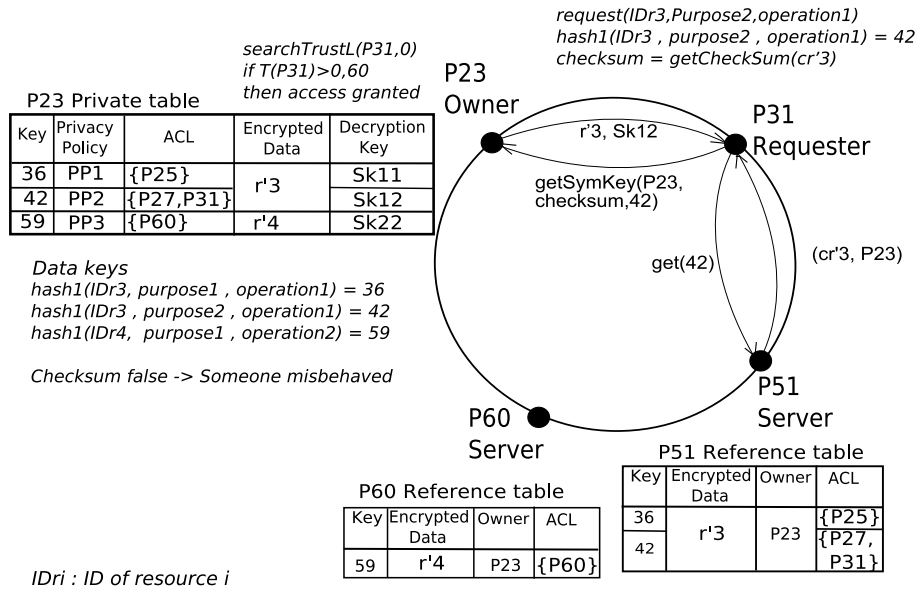 request(IDr3,Purpose2,operation1)
hash1(IDr3 , purpose2 , operation1) = 42
checksum = getCheckSum(cr'3)
searchTrustL(P31,0)
if T(P31)>0,60
then access granted
P23
Owner
P31
Requester
r'3, Sk12
getSymKey(P23,
checksum,42)
get(42)
(cr'3, P23)
P51
Server
P60
Server
P23 Private table
Key Privacy Policy ACL Encrypted Data Decryption Key
36 PP1 {P25} r'3 Sk11
42 PP2 {P27,P31} Sk12
59 PP3 {P60} r'4 Sk22
Data keys
hash1(IDr3, purpose1 , operation1) = 36
hash1(IDr3 , purpose2 , operation1) = 42
hash1(IDr4, purpose1 , operation2) = 59
Checksum false -> Someone misbehaved
P60 Reference table
Key Encrypted Data Owner ACL
59 r'4 P23 {P60}
P51 Reference table
Key Encrypted Data Owner ACL
36 r'3 P23 {P25}
42 {P27,
P31}
IDri : ID of resource i